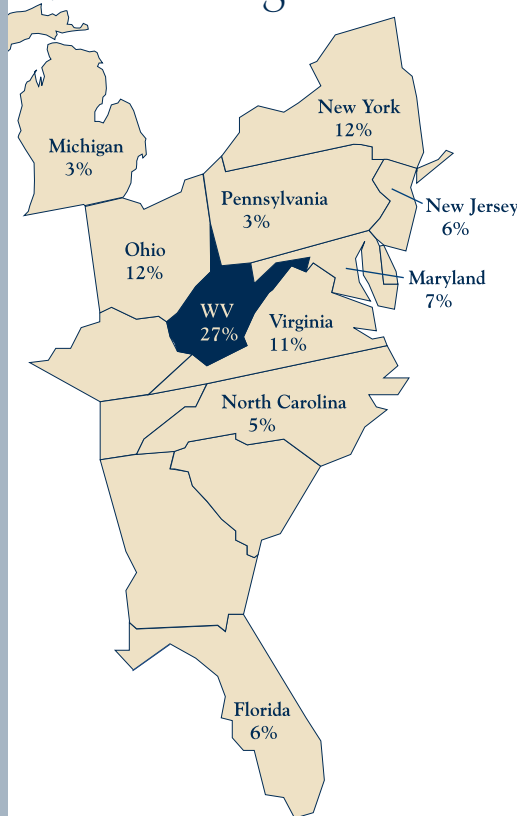 New York
12%
Michigan
3%
Pennsylvania
3%
New Jersey
6%
Ohio
12%
Maryland
7%
WV
27%
Virginia
11%
North Carolina
5%
Florida
6%